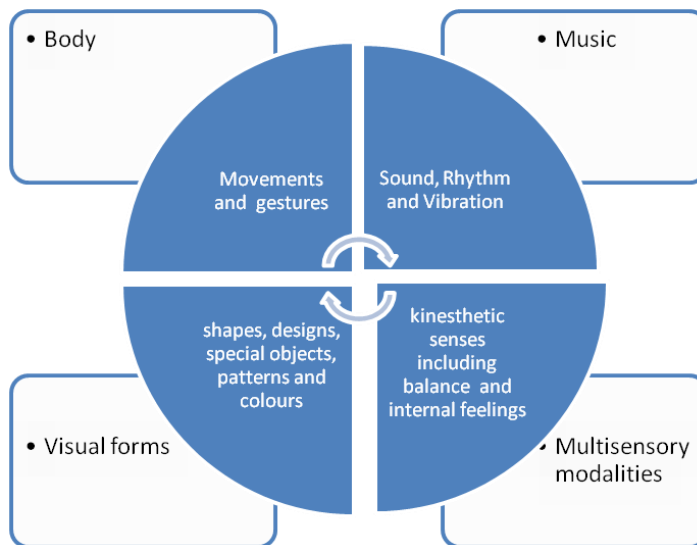 • Body
• Music
Movements
and gestures
Sound, Rhythm
and Vibration
shapes, designs,
special objects,
patterns and
colours
kinesthetic
senses
including
balance and
internal feelings
• Visual forms
• Multisensory
modalities